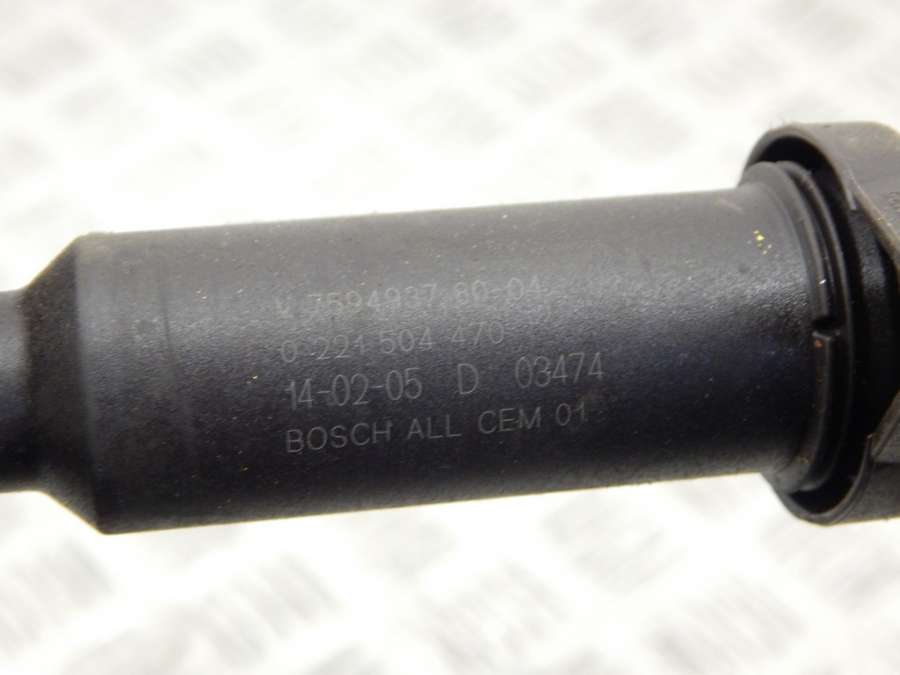 V 7594937.80-04
0 221 504 470
14-02-05 D 03474
BOSCH ALL CEM 01